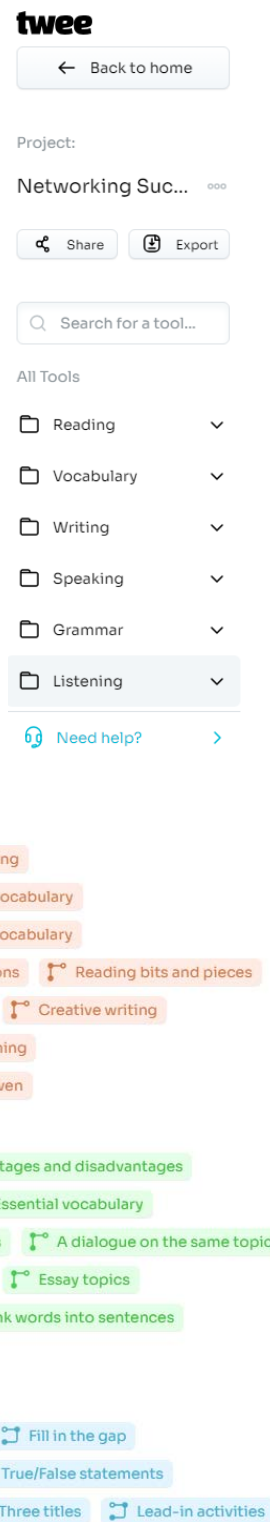 twee
Back to home
Project:
Networking Suc...
Share Export
Search for a tool...
All Tools
Reading
Vocabulary
Writing
Speaking
Grammar
Listening
Need help?
ng
ocabulary
ocabulary
ons Reading bits and pieces
Creative writing
ning
ven
tages and disadvantages
ssential vocabulary
s A dialogue on the same topic
Essay topics
nk words into sentences
Fill in the gap
True/False statements
Three titles Lead-in activities